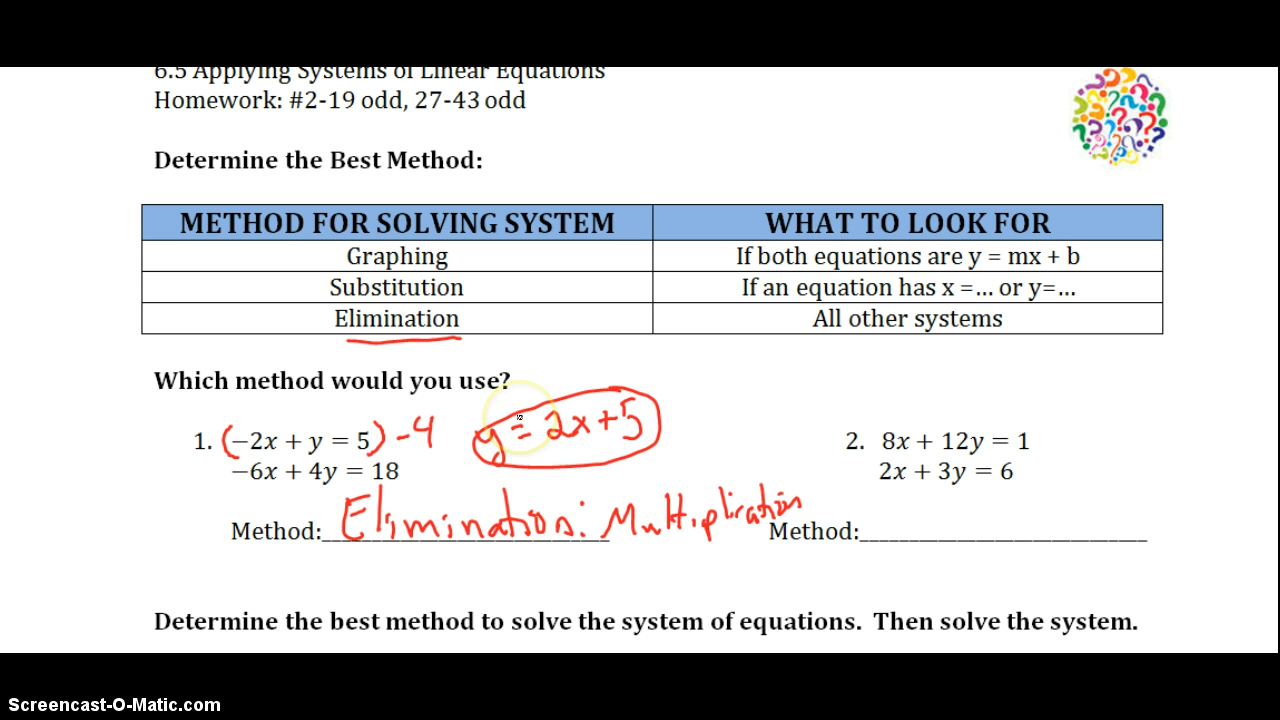 6.5 Applying Systems of Linear Equations
Homework: #2-19 odd, 27-43 odd
Determine the Best Method:
METHOD FOR SOLVING SYSTEM WHAT TO LOOK FOR
Graphing If both equations are y = mx + b
Substitution If an equation has x =... or y=...
Elimination All other systems
Which method would you use?
1. (−2x + y = 5) -4 y = 2x+5 2. 8x + 12y = 1
−6x + 4y = 18 2x + 3y = 6
Method: Elimination: Multiplication Method:
Determine the best method to solve the system of equations. Then solve the system.
Screencast-O-Matic.com